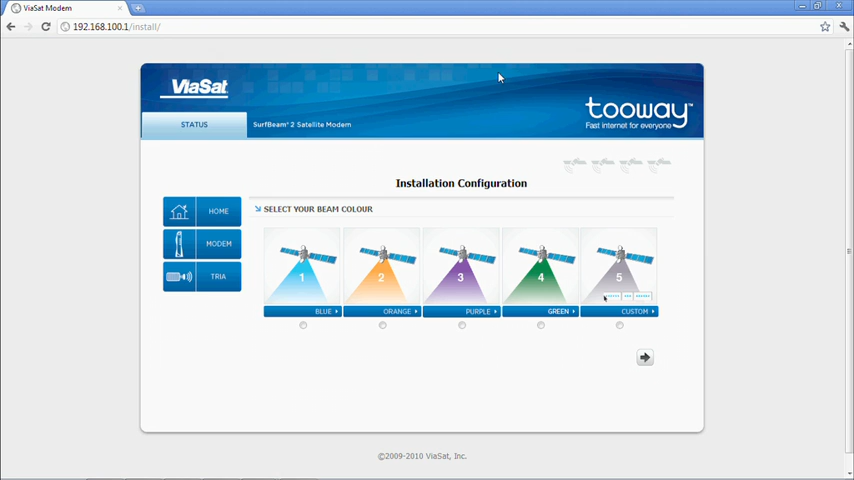 ViaSat Modem
192.168.100.1/install/
ViaSat
tooway™
Fast internet for everyone™
STATUS
SurfBeam® 2 Satellite Modem
Installation Configuration
SELECT YOUR BEAM COLOUR
HOME
MODEM
TRIA
1
2
3
4
5
BLUE
ORANGE
PURPLE
GREEN
CUSTOM
©2009-2010 ViaSat, Inc.